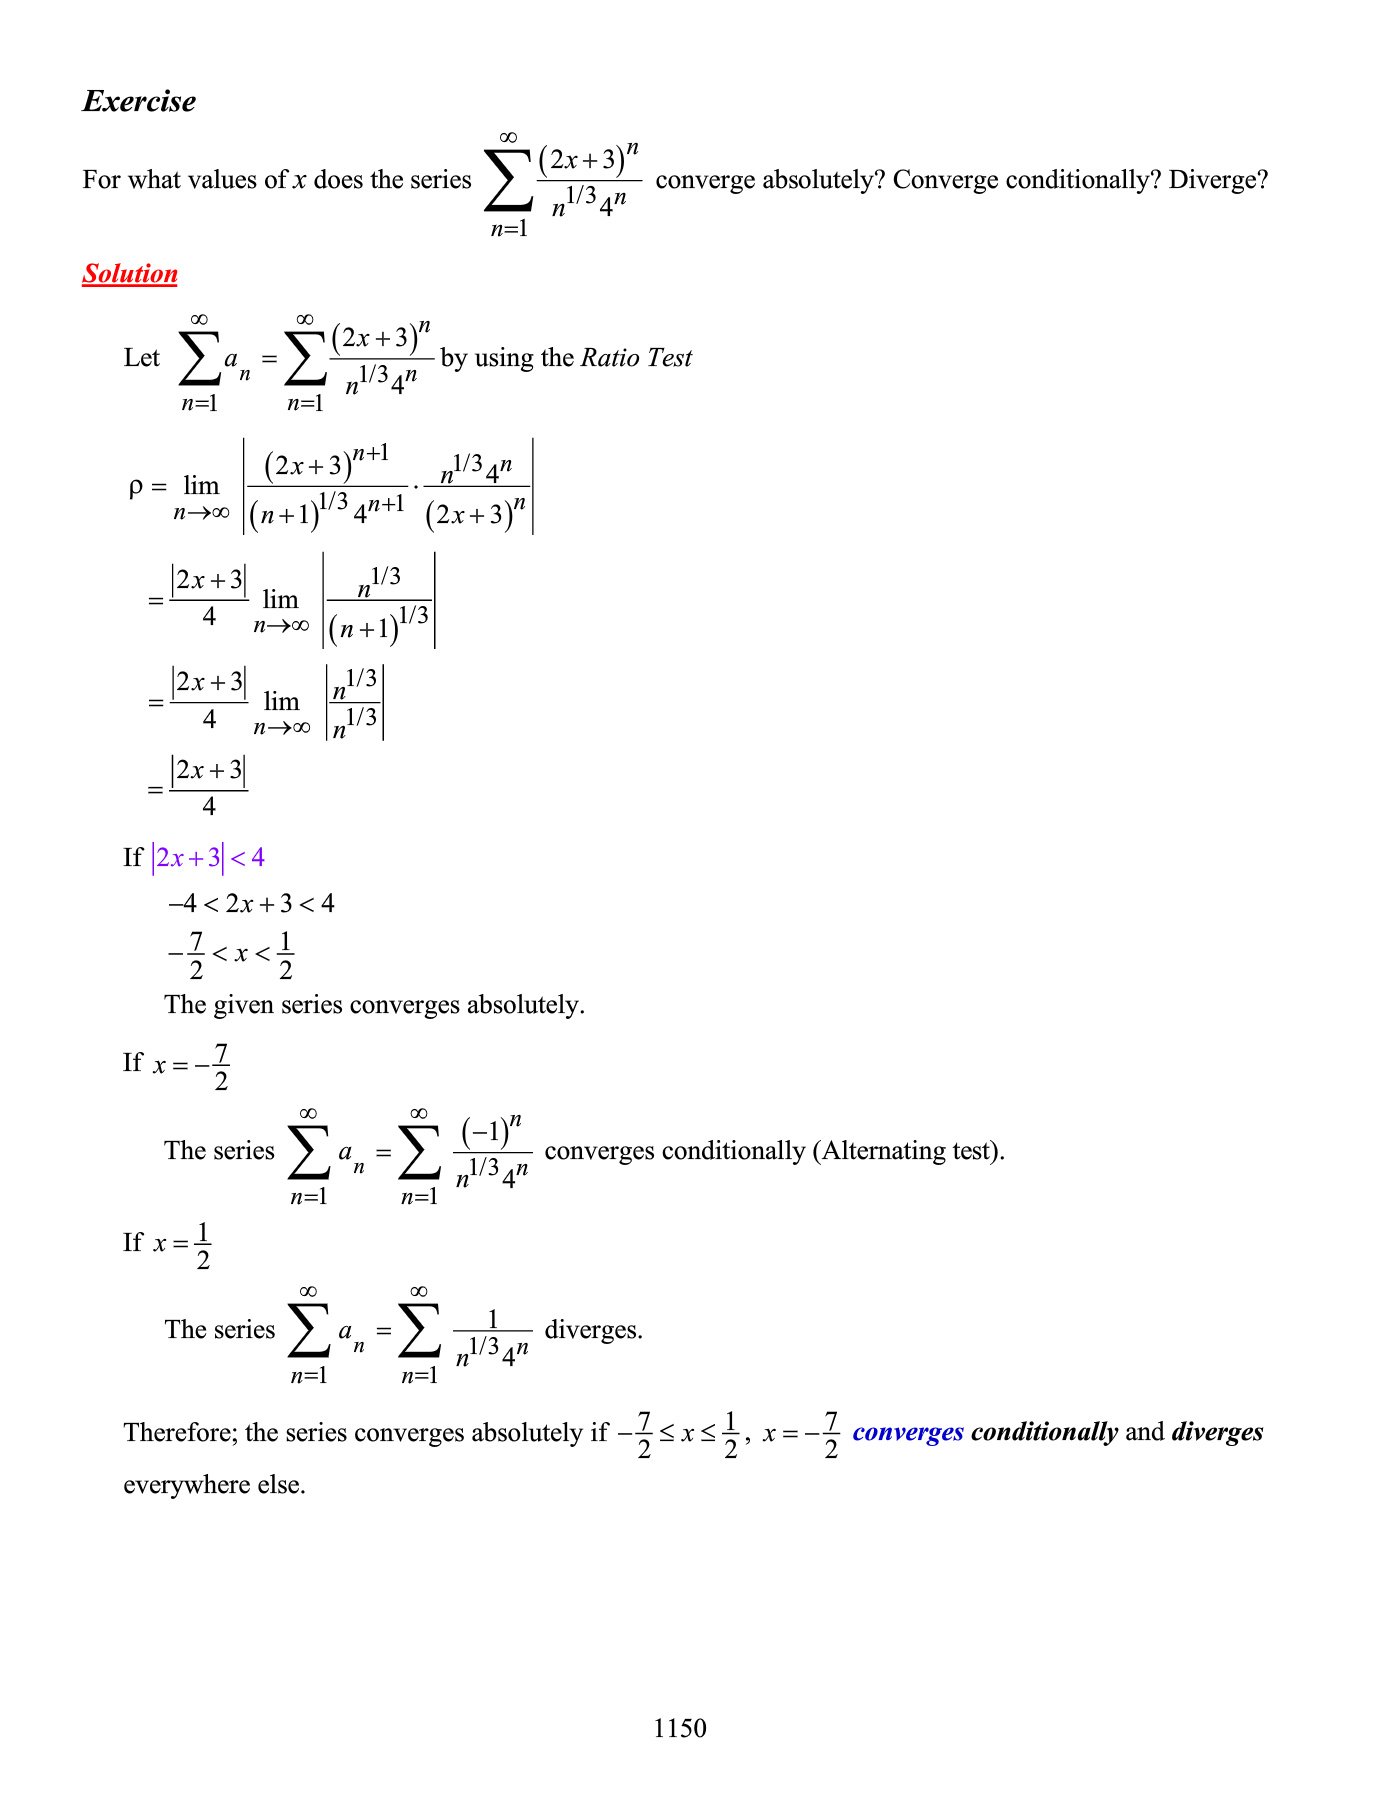 Exercise
For what values of x does the series \sum_{n=1}^{\infty} \frac{(2x+3)^n}{n^{1/3}4^n} converge absolutely? Converge conditionally? Diverge?
Solution
Let \sum_{n=1}^{\infty} a_n = \sum_{n=1}^{\infty} \frac{(2x+3)^n}{n^{1/3}4^n} by using the Ratio Test
ρ = \lim_{n→∞} \left| \frac{(2x+3)^{n+1}}{(n+1)^{1/3} 4^{n+1}} \cdot \frac{n^{1/3}4^n}{(2x+3)^n} \right|
= \frac{|2x+3|}{4} \lim_{n→∞} \left| \frac{n^{1/3}}{(n+1)^{1/3}} \right|
= \frac{|2x+3|}{4} \lim_{n→∞} \left| \frac{n^{1/3}}{n^{1/3}} \right|
= \frac{|2x+3|}{4}
If |2x+3| < 4
−4 < 2x+3 < 4
−\frac{7}{2} < x < \frac{1}{2}
The given series converges absolutely.
If x = −\frac{7}{2}
The series \sum_{n=1}^{\infty} a_n = \sum_{n=1}^{\infty} \frac{(−1)^n}{n^{1/3}4^n} converges conditionally (Alternating test).
If x = \frac{1}{2}
The series \sum_{n=1}^{\infty} a_n = \sum_{n=1}^{\infty} \frac{1}{n^{1/3}4^n} diverges.
Therefore; the series converges absolutely if −\frac{7}{2} ≤ x ≤ \frac{1}{2}, x = −\frac{7}{2} converges conditionally and diverges
everywhere else.
1150